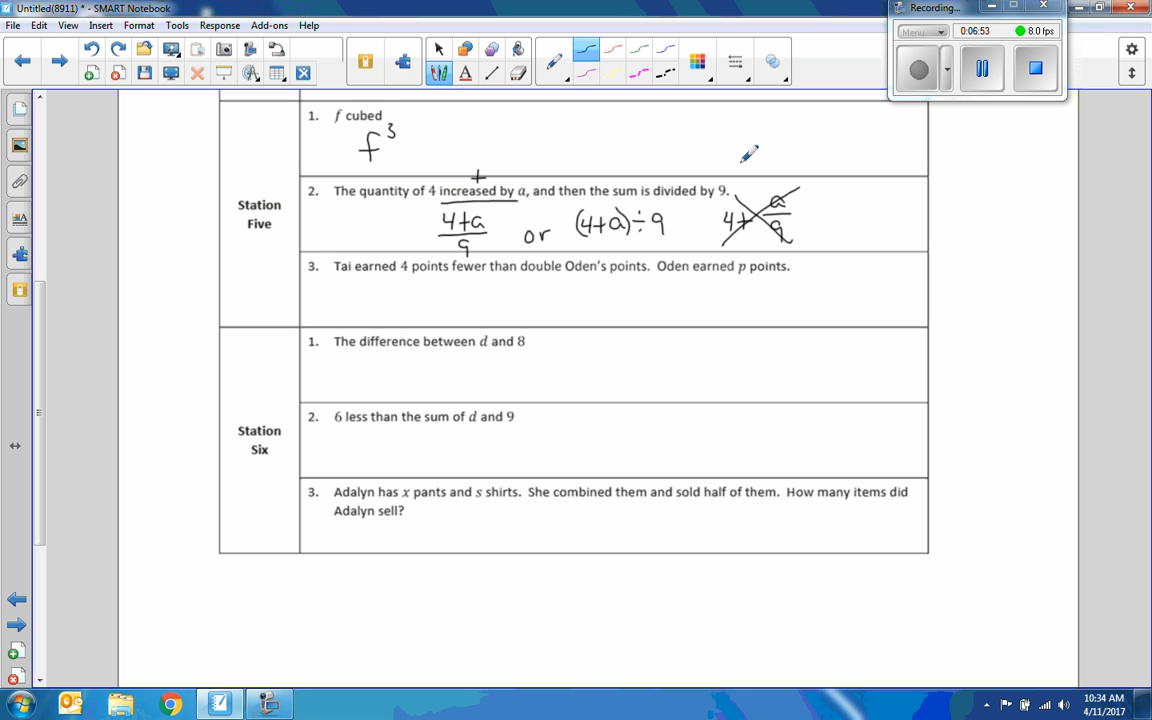 Untitled(8911) * - SMART Notebook
Recording...
File Edit View Insert Format Tools Response Add-ons Help
Menu
0:06:53
8.0 fps
1. f cubed
f³
Station Five
2. The quantity of 4 increased by a, and then the sum is divided by 9.
+
4+a
9
or
(4+a)÷9
4+ a
9
3. Tai earned 4 points fewer than double Oden's points. Oden earned p points.
Station Six
1. The difference between d and 8
2. 6 less than the sum of d and 9
3. Adalyn has x pants and s shirts. She combined them and sold half of them. How many items did
Adalyn sell?
10:34 AM
4/11/2017